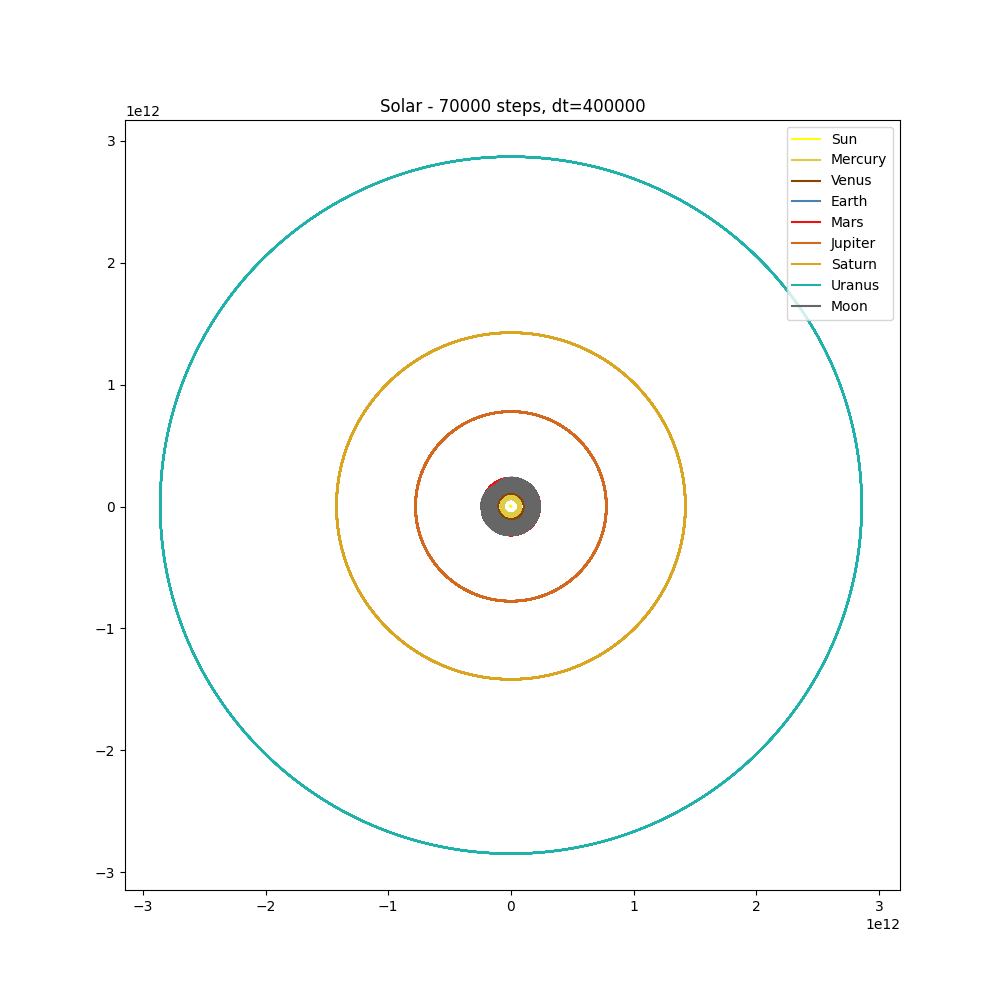 Solar - 70000 steps, dt=400000
1e12
Sun
Mercury
Venus
Earth
Mars
Jupiter
Saturn
Uranus
Moon
3
2
1
0
−1
−2
−3
−3 −2 −1 0 1 2 3
1e12